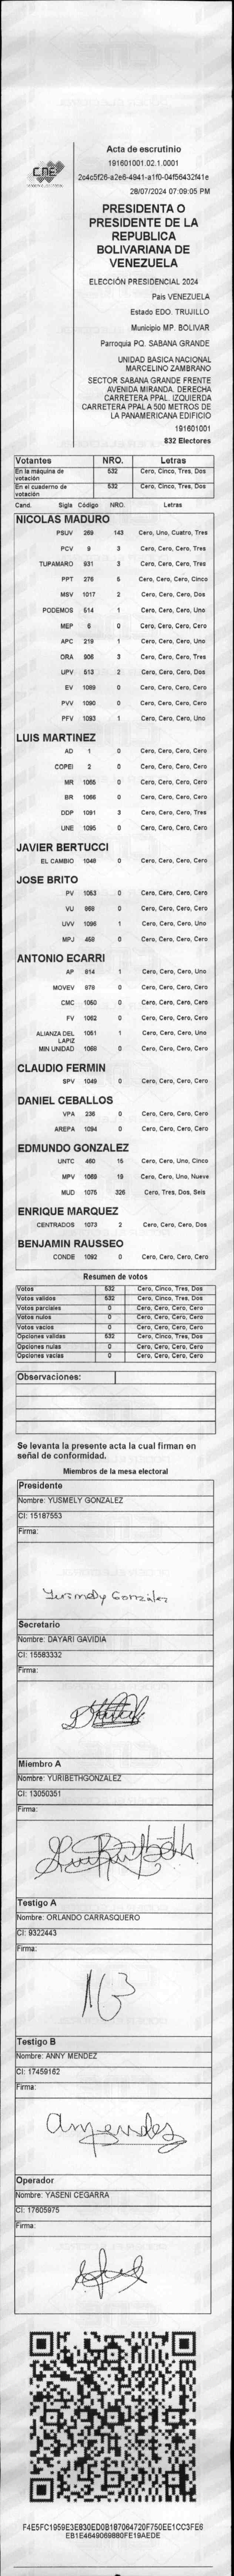 CNE
Acta de escrutinio
191601001.02.1.0001
2c4c5f26-a2e6-4941-a1f0-04f56432f41e
28/07/2024 07:09:05 PM
PRESIDENTA O
PRESIDENTE DE LA
REPUBLICA
BOLIVARIANA DE
VENEZUELA
ELECCIÓN PRESIDENCIAL 2024
Pais VENEZUELA
Estado EDO. TRUJILLO
Municipio MP. BOLIVAR
Parroquia PQ. SABANA GRANDE
UNIDAD BASICA NACIONAL
MARCELINO ZAMBRANO
SECTOR SABANA GRANDE FRENTE
AVENIDA MIRANDA. DERECHA
CARRETERA PPAL. IZQUIERDA
CARRETERA PPAL A 500 METROS DE
LA PANAMERICANA EDIFICIO
191601001
832 Electores
Votantes NRO. Letras
En la máquina de votación 532 Cero, Cinco, Tres, Dos
En el cuaderno de votación 532 Cero, Cinco, Tres, Dos
Cand. Sigla Código NRO. Letras
NICOLAS MADURO
PSUV 269 143 Cero, Uno, Cuatro, Tres
PCV 9 3 Cero, Cero, Cero, Tres
TUPAMARO 931 3 Cero, Cero, Cero, Tres
PPT 276 5 Cero, Cero, Cero, Cinco
MSV 1017 2 Cero, Cero, Cero, Dos
PODEMOS 514 1 Cero, Cero, Cero, Uno
MEP 6 0 Cero, Cero, Cero, Cero
APC 219 1 Cero, Cero, Cero, Uno
ORA 906 3 Cero, Cero, Cero, Tres
UPV 513 2 Cero, Cero, Cero, Dos
EV 1089 0 Cero, Cero, Cero, Cero
PVV 1090 0 Cero, Cero, Cero, Cero
PFV 1093 1 Cero, Cero, Cero, Uno
LUIS MARTINEZ
AD 1 0 Cero, Cero, Cero, Cero
COPEI 2 0 Cero, Cero, Cero, Cero
MR 1065 0 Cero, Cero, Cero, Cero
BR 1066 0 Cero, Cero, Cero, Cero
DDP 1091 3 Cero, Cero, Cero, Tres
UNE 1095 0 Cero, Cero, Cero, Cero
JAVIER BERTUCCI
EL CAMBIO 1048 0 Cero, Cero, Cero, Cero
JOSE BRITO
PV 1053 0 Cero, Cero, Cero, Cero
VU 868 0 Cero, Cero, Cero, Cero
UVV 1096 1 Cero, Cero, Cero, Uno
MPJ 458 0 Cero, Cero, Cero, Cero
ANTONIO ECARRI
AP 814 1 Cero, Cero, Cero, Uno
MOVEV 878 0 Cero, Cero, Cero, Cero
CMC 1050 0 Cero, Cero, Cero, Cero
FV 1052 0 Cero, Cero, Cero, Cero
ALIANZA DEL LAPIZ 1051 1 Cero, Cero, Cero, Uno
MIN UNIDAD 1068 0 Cero, Cero, Cero, Cero
CLAUDIO FERMIN
SPV 1049 0 Cero, Cero, Cero, Cero
DANIEL CEBALLOS
VPA 236 0 Cero, Cero, Cero, Cero
AREPA 1094 0 Cero, Cero, Cero, Cero
EDMUNDO GONZALEZ
UNTC 460 15 Cero, Cero, Uno, Cinco
MPV 1069 19 Cero, Cero, Uno, Nueve
MUD 1075 326 Cero, Tres, Dos, Seis
ENRIQUE MARQUEZ
CENTRADOS 1073 2 Cero, Cero, Cero, Dos
BENJAMIN RAUSSEO
CONDE 1092 0 Cero, Cero, Cero, Cero
Resumen de votos
Votos 532 Cero, Cinco, Tres, Dos
Votos validos 532 Cero, Cinco, Tres, Dos
Votos parciales 0 Cero, Cero, Cero, Cero
Votos nulos 0 Cero, Cero, Cero, Cero
Votos vacios 0 Cero, Cero, Cero, Cero
Opciones validas 532 Cero, Cinco, Tres, Dos
Opciones nulas 0 Cero, Cero, Cero, Cero
Opciones vacias 0 Cero, Cero, Cero, Cero
Observaciones:
Se levanta la presente acta la cual firman en
señal de conformidad.
Miembros de la mesa electoral
Presidente
Nombre: YUSMELY GONZALEZ
CI: 15187553
Firma:
Yusmely González
Secretario
Nombre: DAYARI GAVIDIA
CI: 15583332
Firma:
Miembro A
Nombre: YURIBETHGONZALEZ
CI: 13050351
Firma:
Testigo A
Nombre: ORLANDO CARRASQUERO
CI: 9322443
Firma:
Testigo B
Nombre: ANNY MENDEZ
CI: 17459162
Firma:
Operador
Nombre: YASENI CEGARRA
CI: 17605975
Firma:
F4E5FC1959E3E830ED0B187064720F750EE1CC3FE6
EB1E4649069880FE19AEDE